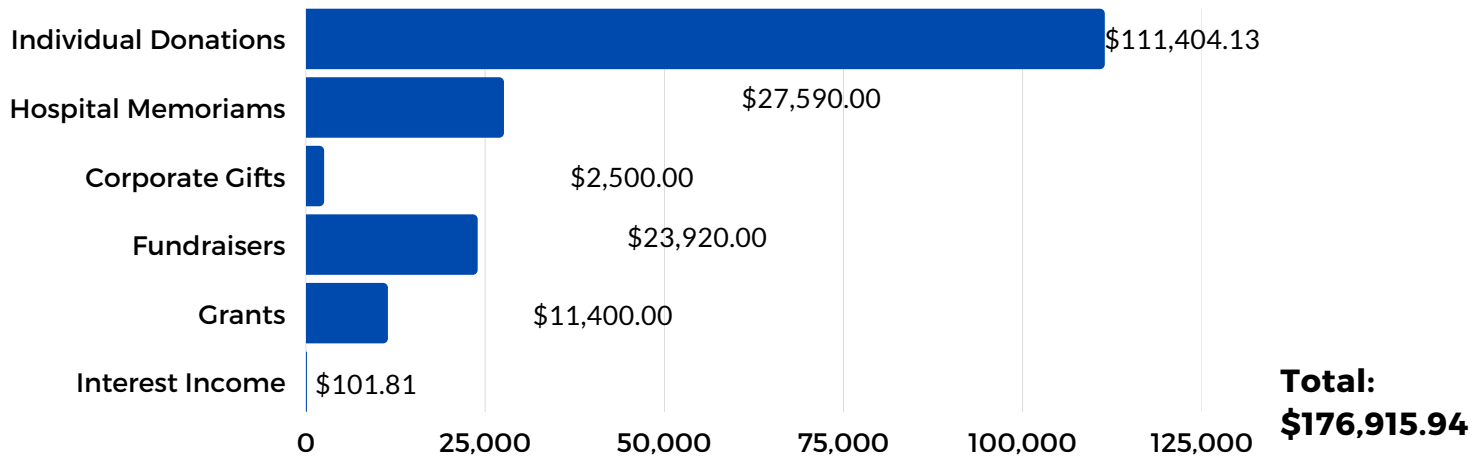 Individual Donations $111,404.13
Hospital Memoriams $27,590.00
Corporate Gifts $2,500.00
Fundraisers $23,920.00
Grants $11,400.00
Interest Income $101.81
0 25,000 50,000 75,000 100,000 125,000
Total:
$176,915.94